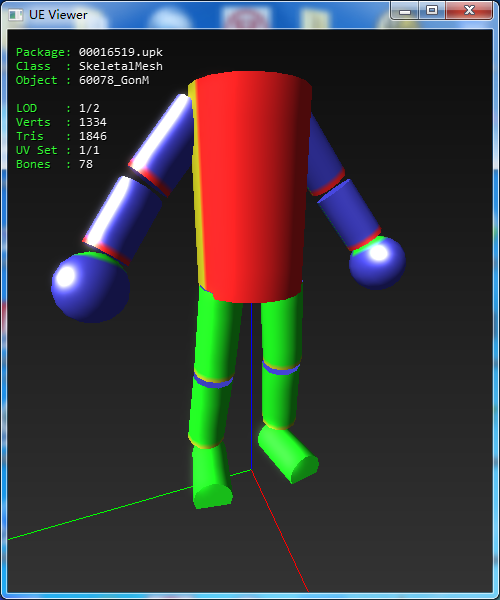 UE Viewer
Package: 00016519.upk
Class  : SkeletalMesh
Object : 60078_GonM
LOD    : 1/2
Verts  : 1334
Tris   : 1846
UV Set : 1/1
Bones  : 78